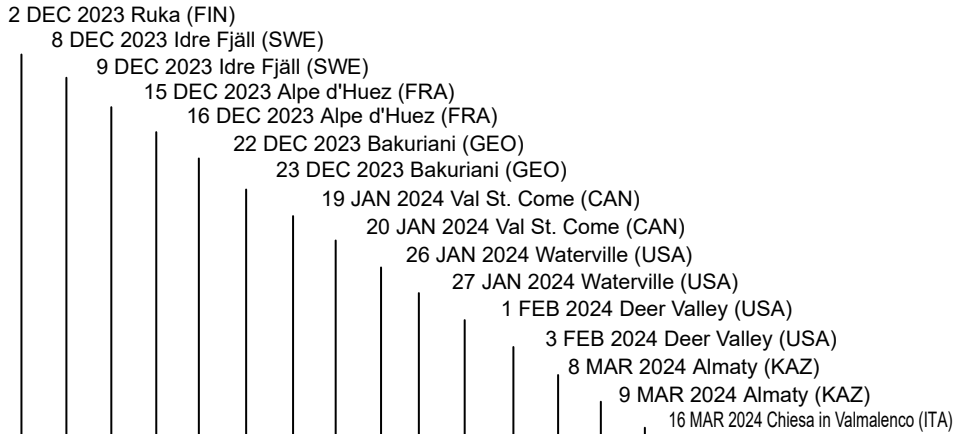 2 DEC 2023 Ruka (FIN)
8 DEC 2023 Idre Fjäll (SWE)
9 DEC 2023 Idre Fjäll (SWE)
15 DEC 2023 Alpe d'Huez (FRA)
16 DEC 2023 Alpe d'Huez (FRA)
22 DEC 2023 Bakuriani (GEO)
23 DEC 2023 Bakuriani (GEO)
19 JAN 2024 Val St. Come (CAN)
20 JAN 2024 Val St. Come (CAN)
26 JAN 2024 Waterville (USA)
27 JAN 2024 Waterville (USA)
1 FEB 2024 Deer Valley (USA)
3 FEB 2024 Deer Valley (USA)
8 MAR 2024 Almaty (KAZ)
9 MAR 2024 Almaty (KAZ)
16 MAR 2024 Chiesa in Valmalenco (ITA)